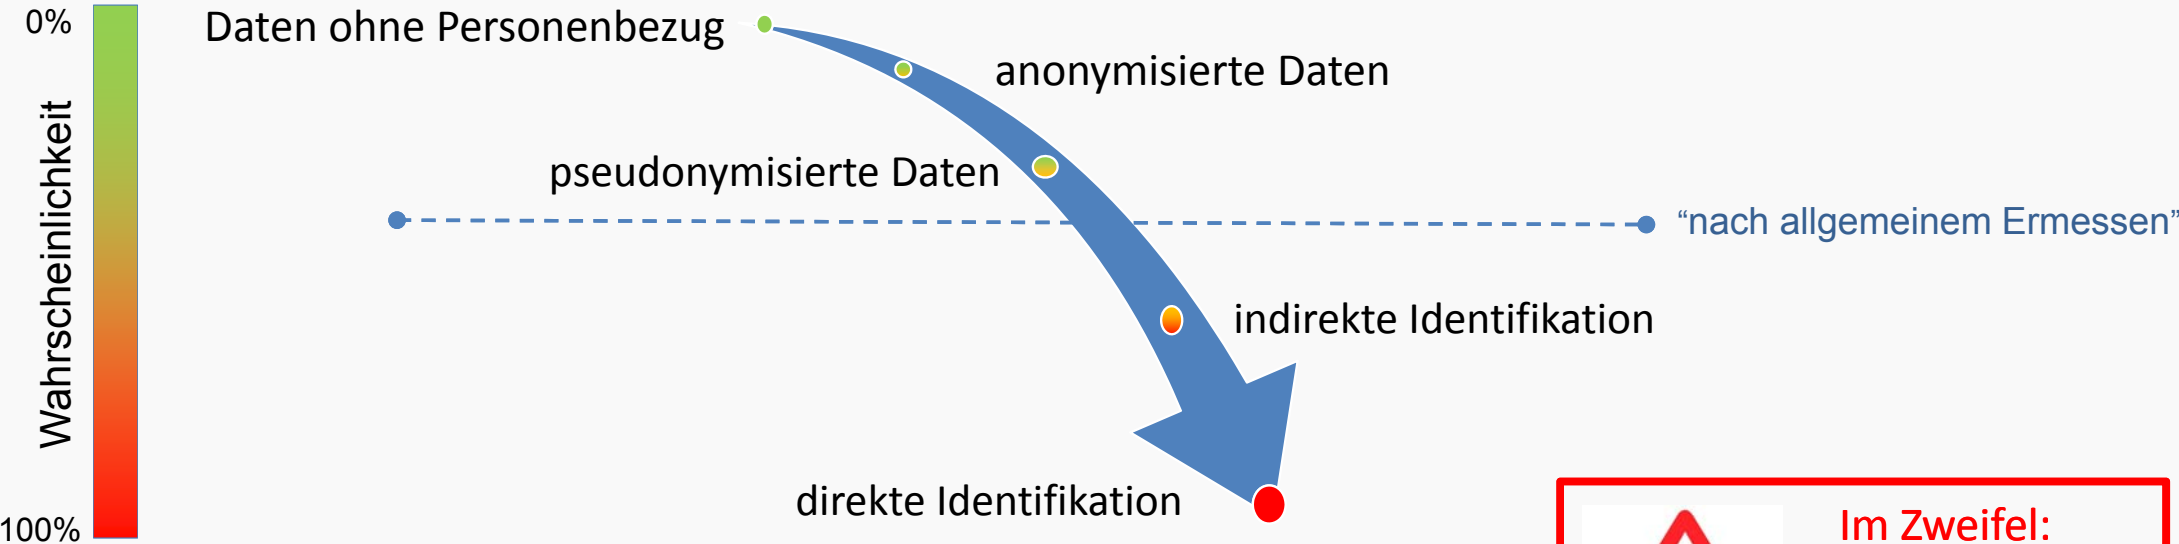 0%
Daten ohne Personenbezug
anonymisierte Daten
Wahrscheinlichkeit
pseudonymisierte Daten
“nach allgemeinem Ermessen”
indirekte Identifikation
direkte Identifikation
100%
Im Zweifel: